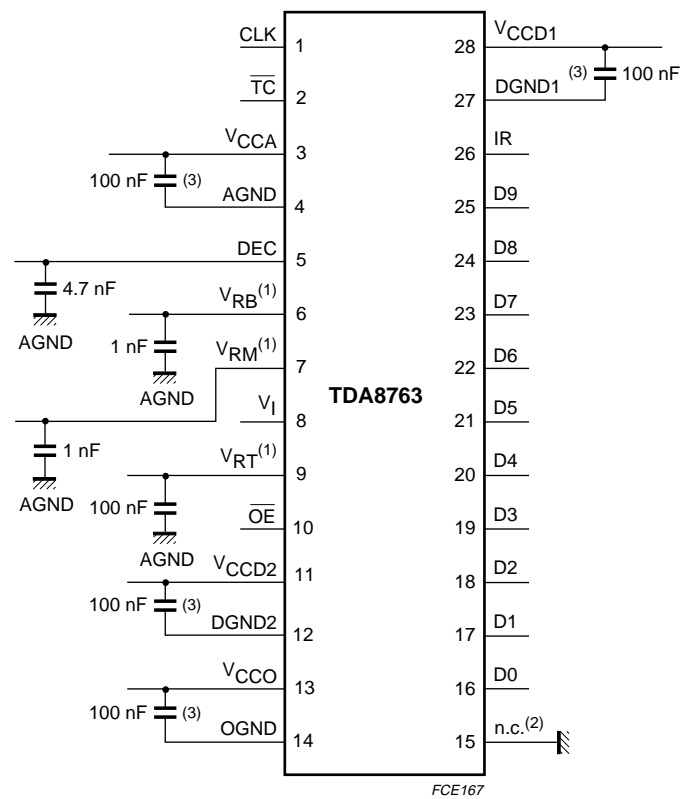 CLK 1
TC 2
VCCA 3
100 nF (3)
AGND 4
DEC 5
4.7 nF
AGND
VRB(1) 6
1 nF
AGND
VRM(1) 7
1 nF
AGND
VI 8
VRT(1) 9
100 nF
AGND
OE 10
VCCD2 11
100 nF (3)
DGND2 12
VCCO 13
100 nF (3)
OGND 14
TDA8763
28 VCCD1
(3) 100 nF
27 DGND1
26 IR
25 D9
24 D8
23 D7
22 D6
21 D5
20 D4
19 D3
18 D2
17 D1
16 D0
15 n.c.(2)
FCE167